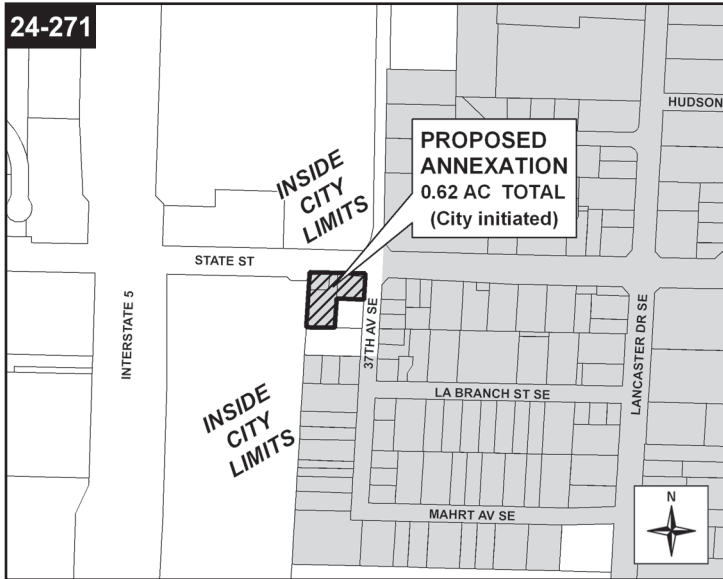 24-271
HUDSON
PROPOSED
ANNEXATION
0.62 AC TOTAL
(City initiated)
INSIDE
CITY
LIMITS
STATE ST
INTERSTATE 5
37TH AV SE
LANCASTER DR SE
LA BRANCH ST SE
INSIDE
CITY
LIMITS
MAHRT AV SE
N